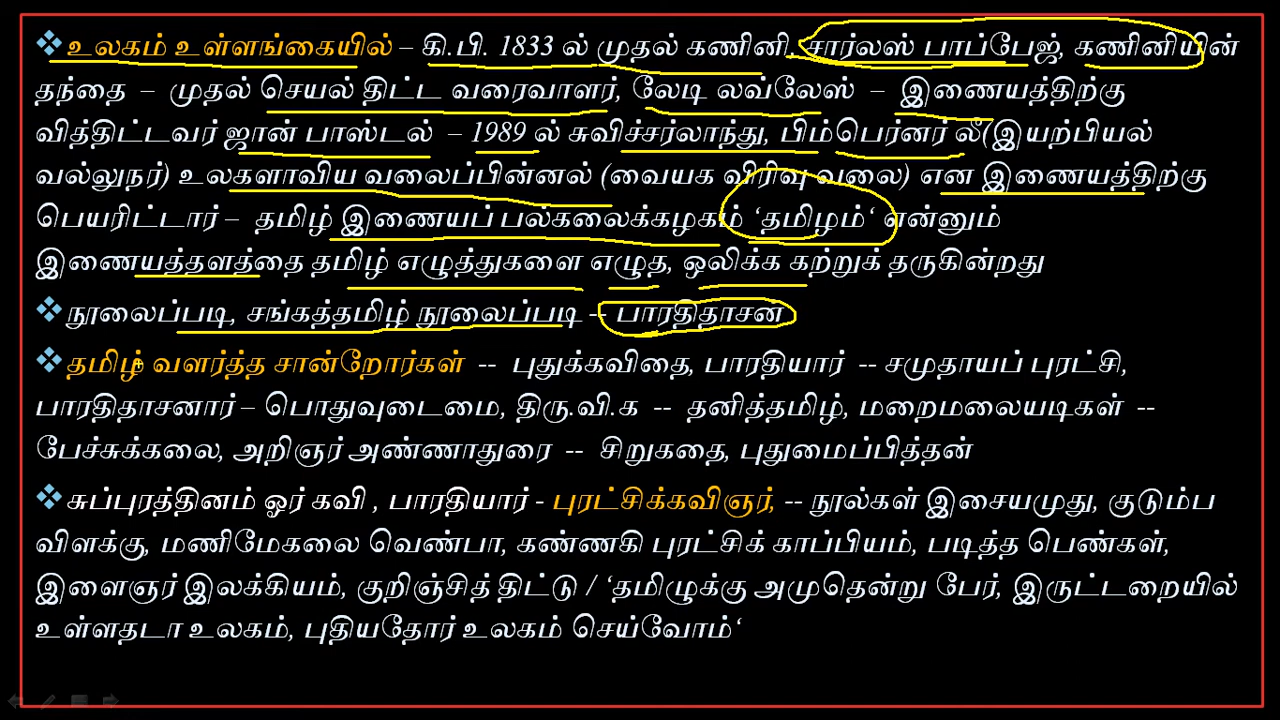 ❖உலகம் உள்ளங்கையில் – கி.பி. 1833 ல் முதல் கணினி, சார்லஸ் பாப்பேஜ், கணினியின்
தந்தை – முதல் செயல் திட்ட வரைவாளர், லேடி லவ்லேஸ் – இணையத்திற்கு
வித்திட்டவர் ஜான் பாஸ்டல் – 1989 ல் சுவிச்சர்லாந்து, பிம்பெர்னர் லீ(இயற்பியல்
வல்லுநர்) உலகளாவிய வலைப்பின்னல் (வையக விரிவு வலை) என இணையத்திற்கு
பெயரிட்டார் – தமிழ் இணையப் பல்கலைக்கழகம் ‘தமிழம்‘ என்னும்
இணையத்தளத்தை தமிழ் எழுத்துகளை எழுத, ஒலிக்க கற்றுக் தருகின்றது
❖நூலைப்படி, சங்கத்தமிழ் நூலைப்படி -- பாரதிதாசன
❖தமிழ் வளர்த்த சான்றோர்கள் -- புதுக்கவிதை, பாரதியார் -- சமுதாயப் புரட்சி,
பாரதிதாசனார் – பொதுவுடைமை, திரு.வி.க -- தனித்தமிழ், மறைமலையடிகள் --
பேச்சுக்கலை, அறிஞர் அண்ணாதுரை -- சிறுகதை, புதுமைப்பித்தன்
❖சுப்புரத்தினம் ஓர் கவி , பாரதியார் - புரட்சிக்கவிஞர், -- நூல்கள் இசையமுது, குடும்ப
விளக்கு, மணிமேகலை வெண்பா, கண்ணகி புரட்சிக் காப்பியம், படித்த பெண்கள்,
இளைஞர் இலக்கியம், குறிஞ்சித் திட்டு / ‘தமிழுக்கு அமுதென்று பேர், இருட்டறையில்
உள்ளதடா உலகம், புதியதோர் உலகம் செய்வோம்‘